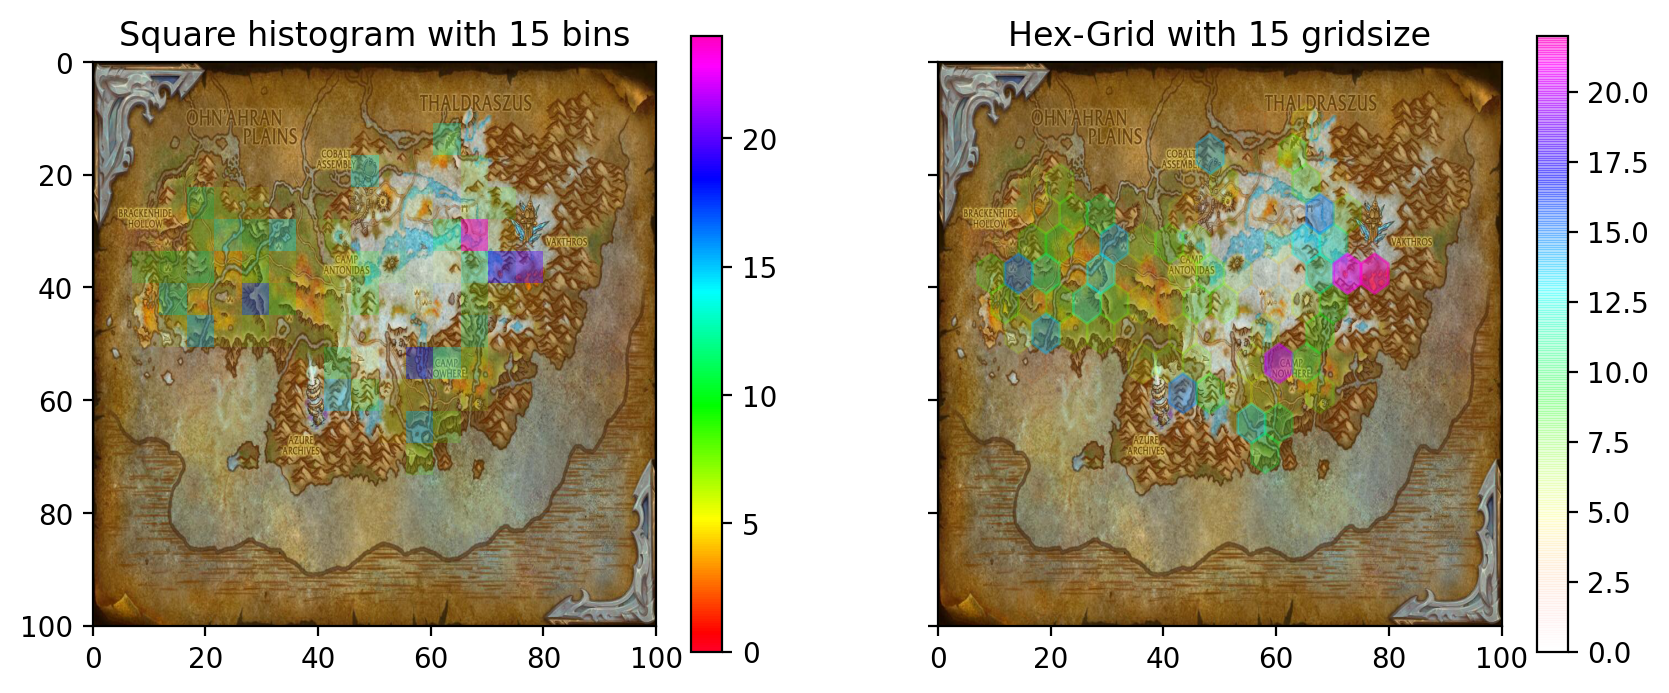 Square histogram with 15 bins
OHN'AHRAN
PLAINS
THALDRASZUS
COBALT
ASSEMBLY
BRACKENHIDE
HOLLOW
VAKTHROS
CAMP
ANTONIDAS
CAMP
NOWHERE
AZURE
ARCHIVES
0
20
40
60
80
100
0
20
40
60
80
100
20
15
10
5
0
Hex-Grid with 15 gridsize
OHN'AHRAN
PLAINS
THALDRASZUS
COBALT
ASSEMBLY
BRACKENHIDE
HOLLOW
VAKTHROS
CAMP
ANTONIDAS
CAMP
NOWHERE
AZURE
ARCHIVES
0
20
40
60
80
100
20.0
17.5
15.0
12.5
10.0
7.5
5.0
2.5
0.0